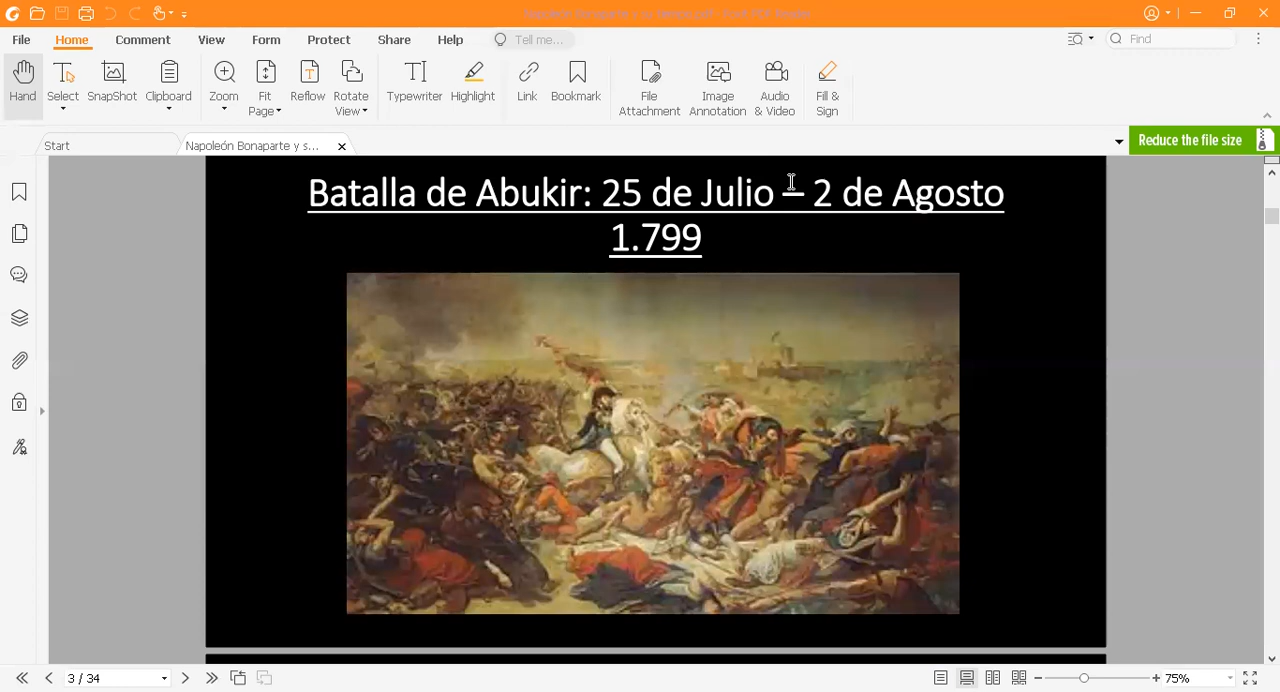 File Home Comment View Form Protect Share Help Tell me... Find
Hand Select SnapShot Clipboard Zoom Fit Page Reflow Rotate View Typewriter Highlight Link Bookmark File Attachment Image Annotation Audio & Video Fill & Sign
Start Napoleón Bonaparte y s... Reduce the file size
Batalla de Abukir: 25 de Julio – 2 de Agosto
1.799
3 / 34 75%